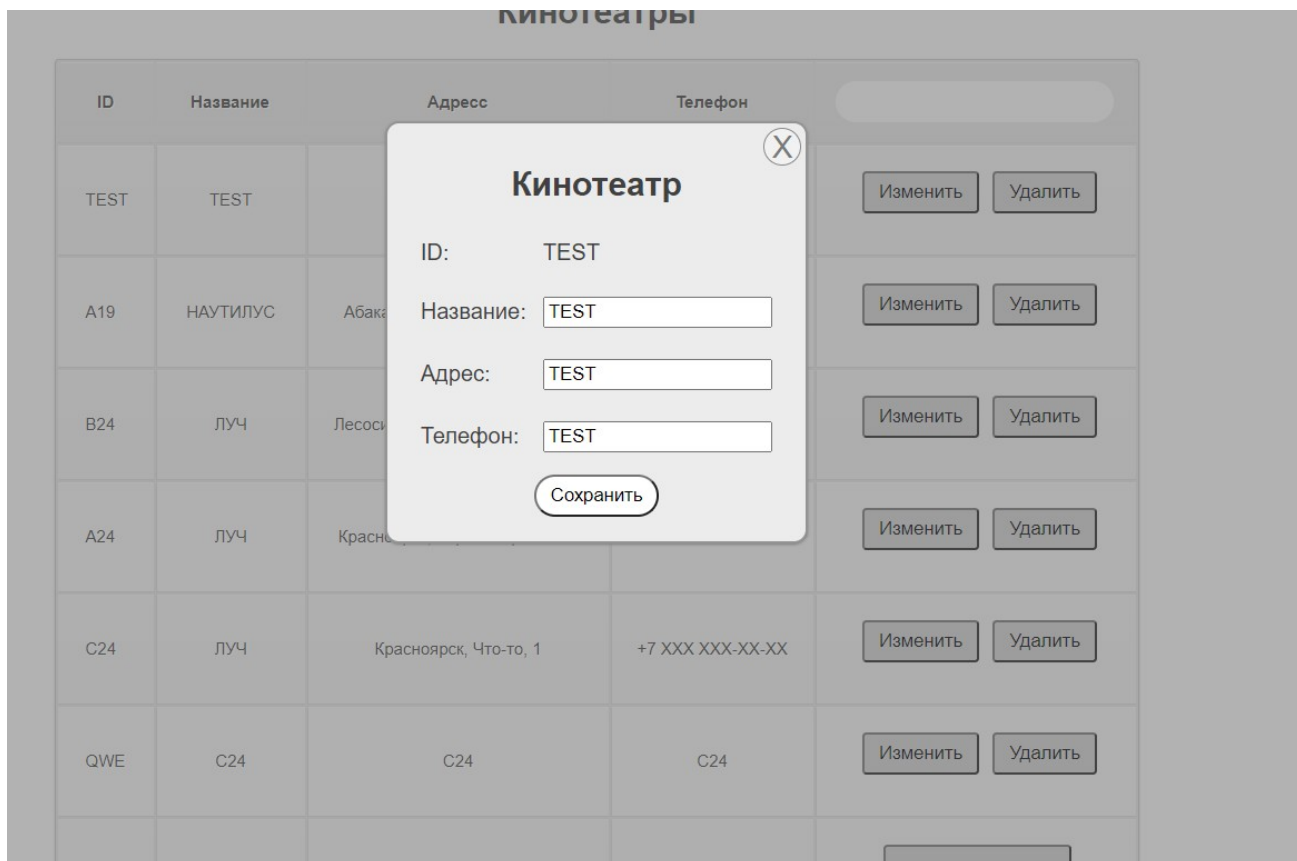 Кинотеатры
ID Название Адресс Телефон
X
Кинотеатр
TEST TEST Изменить Удалить
ID: TEST
A19 НАУТИЛУС Название: TEST Изменить Удалить
Адрес: TEST
B24 ЛУЧ Телефон: TEST Изменить Удалить
Сохранить
A24 ЛУЧ Изменить Удалить
C24 ЛУЧ Красноярск, Что-то, 1 +7 XXX XXX-XX-XX Изменить Удалить
QWE C24 C24 C24 Изменить Удалить